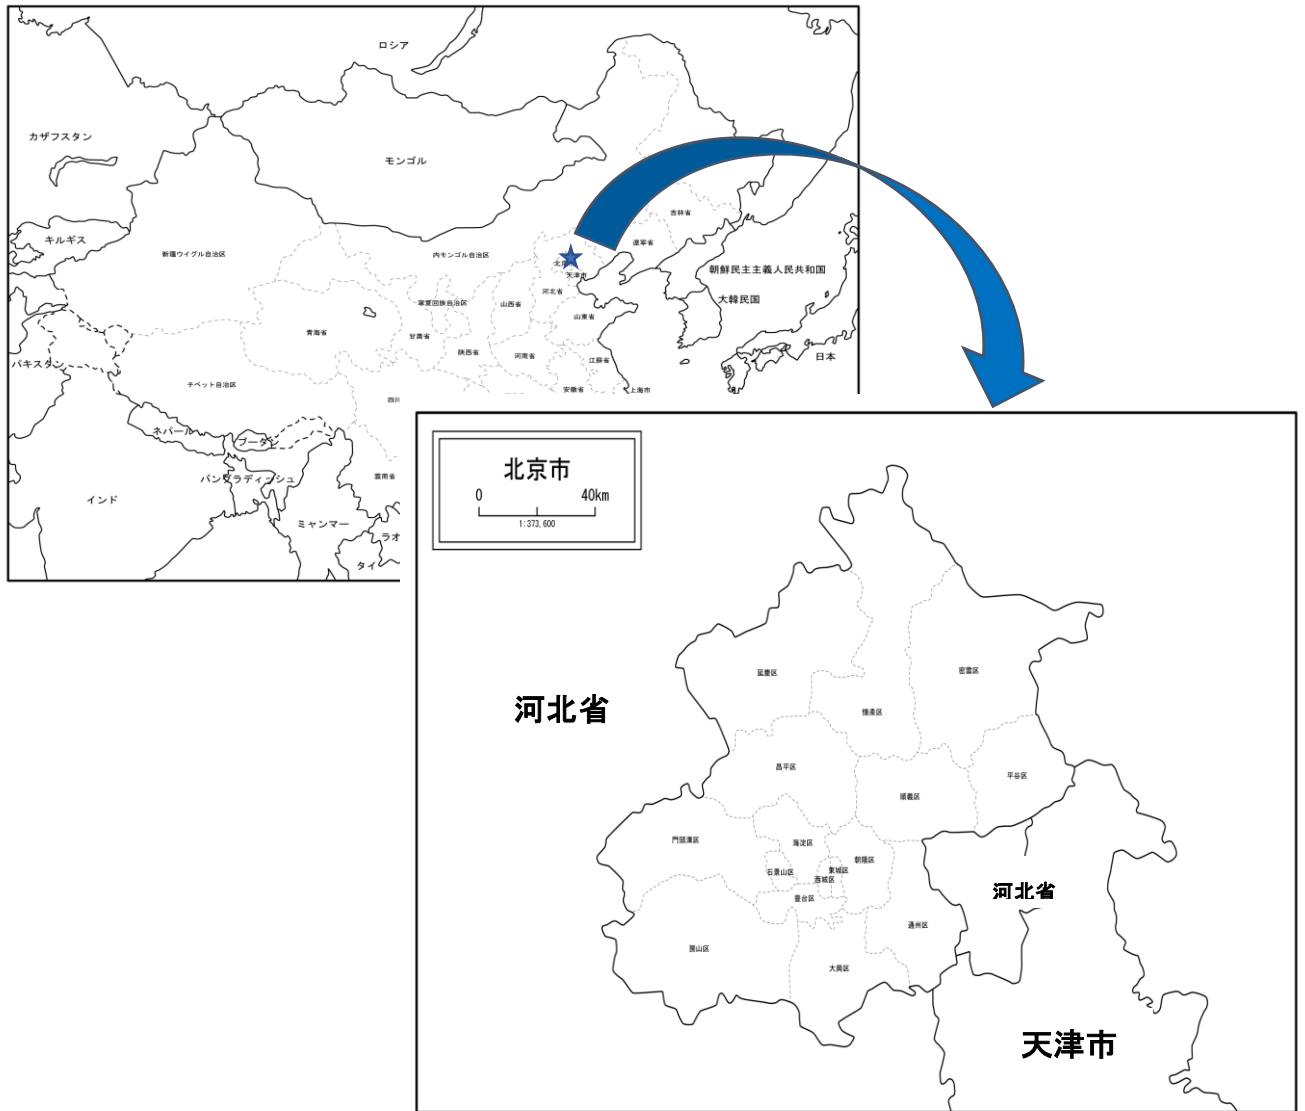 ロシア
カザフスタン
モンゴル
吉林省
キルギス
遼寧省
新疆ウイグル自治区
内モンゴル自治区
北京
天津市
朝鮮民主主義人民共和国
河北省
大韓民国
寧夏回族自治区
山西省
山東省
青海省
甘粛省
陝西省
河南省
江蘇省
日本
パキスタン
チベット自治区
安徽省
上海市
四川
ネパール
ブータン
バングラディッシュ
雲南省
インド
ミャンマー
ラオ
タイ
北京市
0 40km
1:373,600
延慶区
密雲区
河北省
懐柔区
昌平区
平谷区
順義区
門頭溝区
海淀区
朝陽区
石景山区
東城区
西城区
河北省
豊台区
通州区
房山区
大興区
天津市